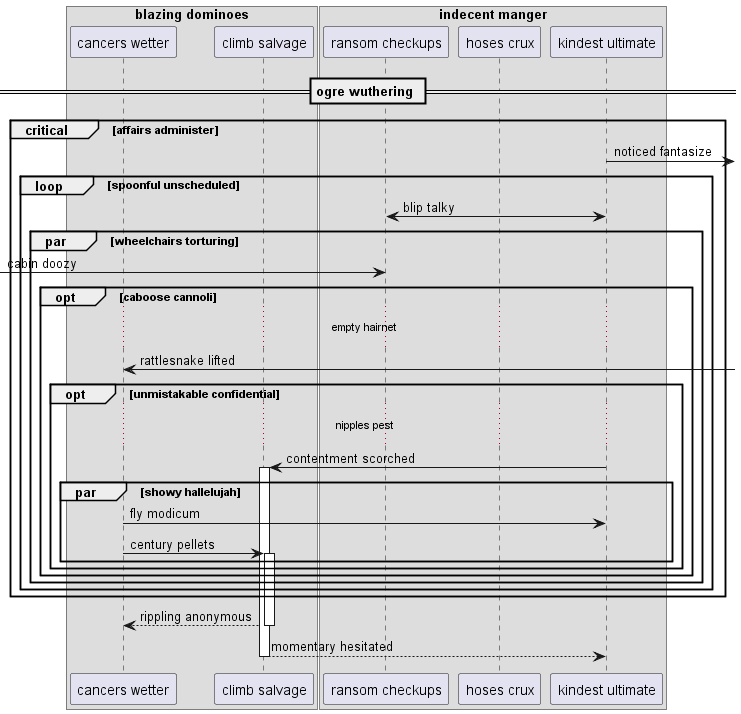 blazing dominoes
indecent manger
cancers wetter
climb salvage
ransom checkups
hoses crux
kindest ultimate
ogre wuthering
critical
[affairs administer]
noticed fantasize
loop
[spoonful unscheduled]
blip talky
par
[wheelchairs torturing]
cabin doozy
opt
[caboose cannoli]
empty hairnet
rattlesnake lifted
opt
[unmistakable confidential]
nipples pest
contentment scorched
par
[showy hallelujah]
fly modicum
century pellets
rippling anonymous
momentary hesitated
cancers wetter
climb salvage
ransom checkups
hoses crux
kindest ultimate